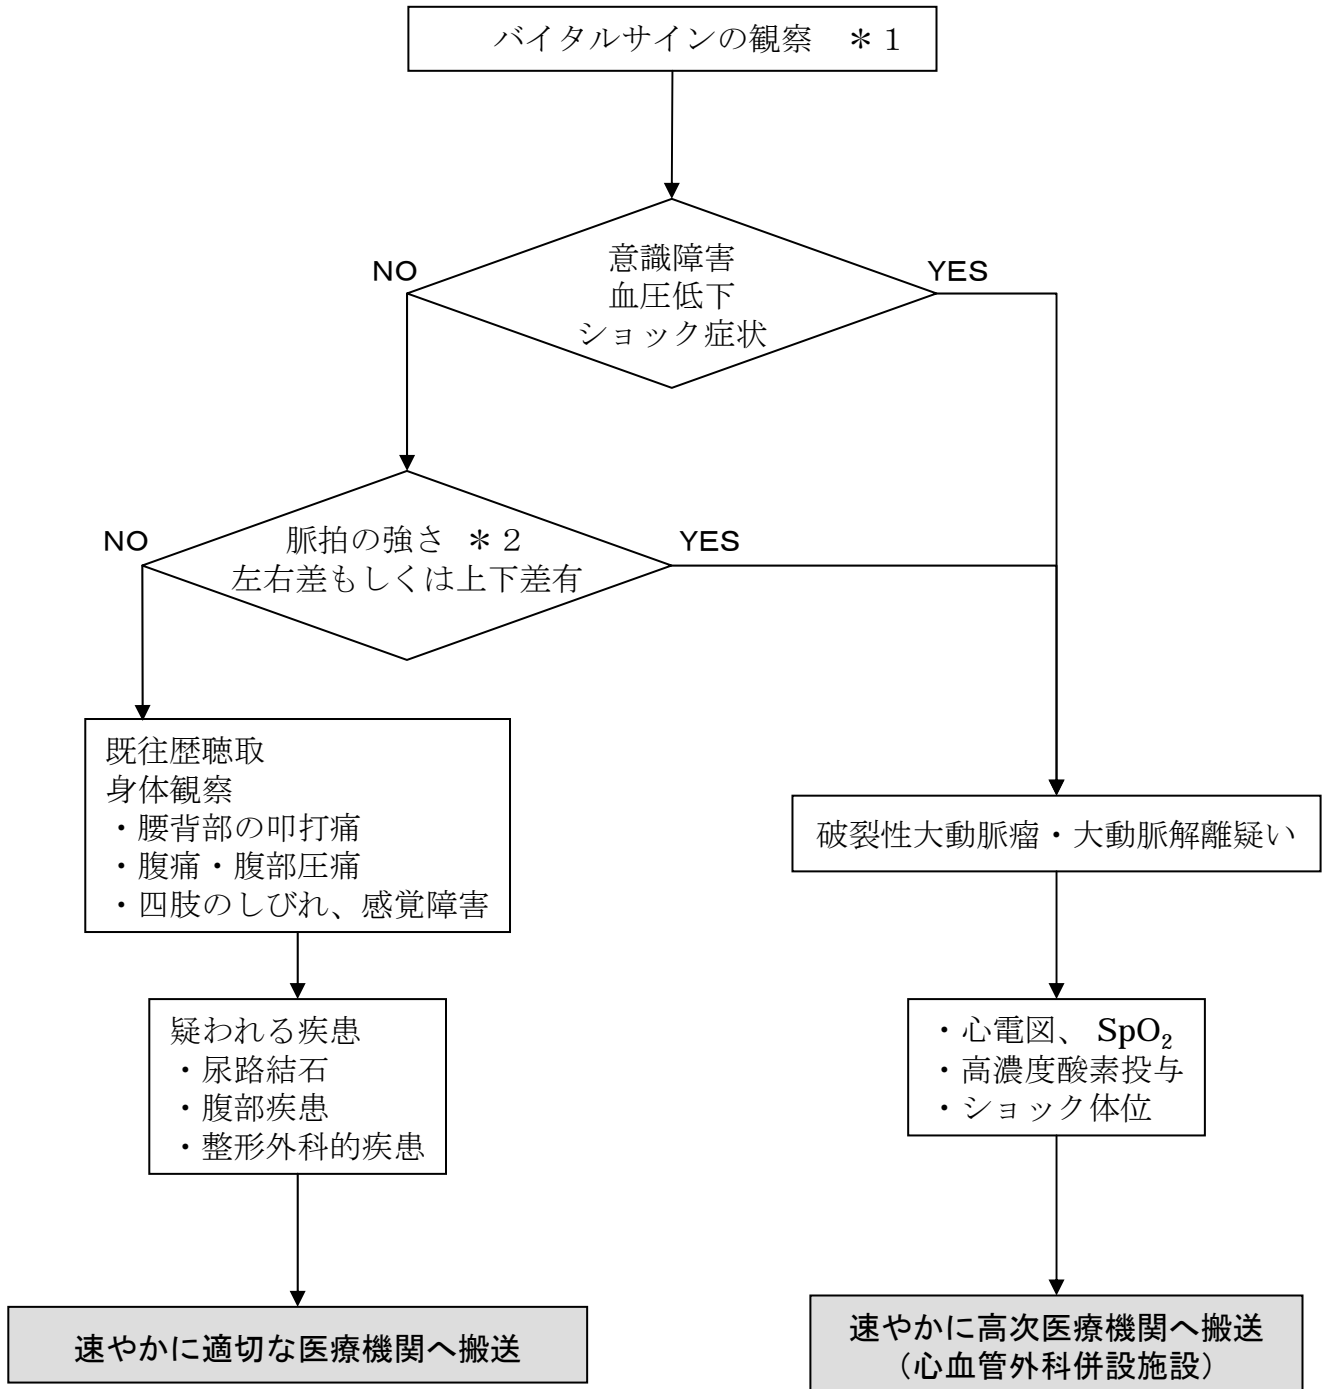 バイタルサインの観察 ＊１
意識障害
血圧低下
ショック症状
NO
YES
脈拍の強さ ＊２
左右差もしくは上下差有
NO
YES
既往歴聴取
身体観察
・腰背部の叩打痛
・腹痛・腹部圧痛
・四肢のしびれ、感覚障害
破裂性大動脈瘤・大動脈解離疑い
疑われる疾患
・尿路結石
・腹部疾患
・整形外科的疾患
・心電図、 SpO₂
・高濃度酸素投与
・ショック体位
速やかに適切な医療機関へ搬送
速やかに高次医療機関へ搬送
（心血管外科併設施設）